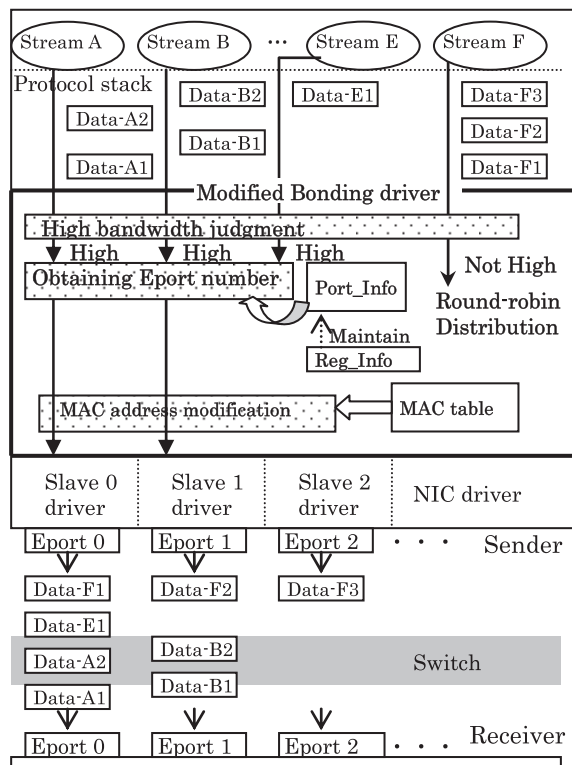 Stream A
Stream B
...
Stream E
Stream F
Protocol stack
Data-A2
Data-A1
Data-B2
Data-B1
Data-E1
Data-F3
Data-F2
Data-F1
Modified Bonding driver
High bandwidth judgment
High
High
High
Not High
Obtaining Eport number
Port_Info
Round-robin
Distribution
Maintain
Reg_Info
MAC address modification
MAC table
Slave 0
driver
Slave 1
driver
Slave 2
driver
NIC driver
Eport 0
Eport 1
Eport 2
. . .
Sender
Data-F1
Data-F2
Data-F3
Data-E1
Data-A2
Data-B2
Switch
Data-A1
Data-B1
Receiver
Eport 0
Eport 1
Eport 2
. . .